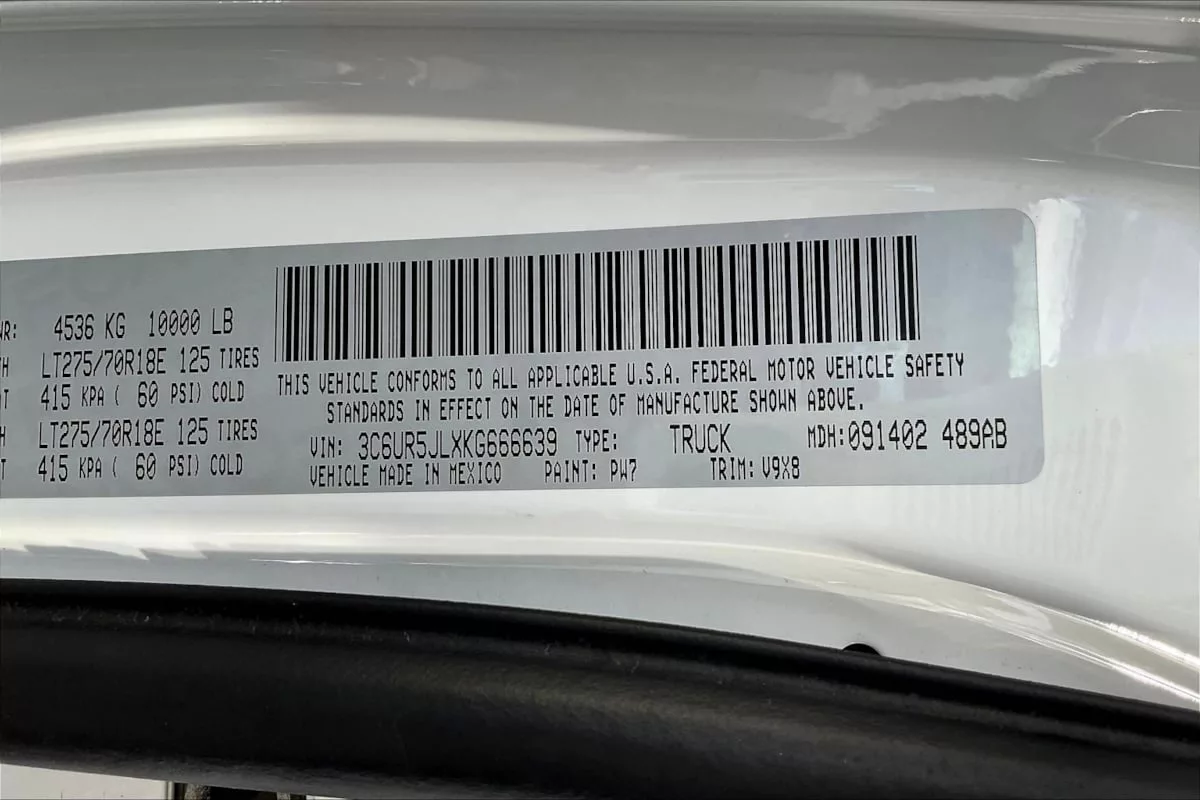 WR: 4536 KG 10000 LB
H LT275/70R18E 125 TIRES
T 415 KPA ( 60 PSI) COLD
H LT275/70R18E 125 TIRES
T 415 KPA ( 60 PSI) COLD
THIS VEHICLE CONFORMS TO ALL APPLICABLE U.S.A. FEDERAL MOTOR VEHICLE SAFETY
STANDARDS IN EFFECT ON THE DATE OF MANUFACTURE SHOWN ABOVE.
VIN: 3C6UR5JLXKG666639 TYPE: TRUCK MDH:091402 489AB
VEHICLE MADE IN MEXICO PAINT: PW7 TRIM: V9X8